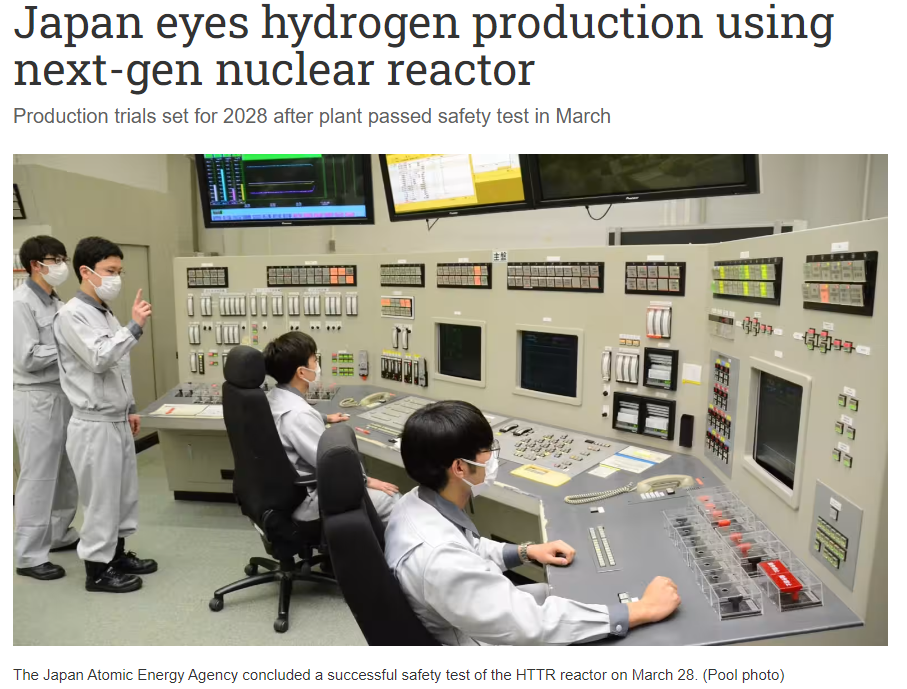 Japan eyes hydrogen production using
next-gen nuclear reactor
Production trials set for 2028 after plant passed safety test in March
主盤
The Japan Atomic Energy Agency concluded a successful safety test of the HTTR reactor on March 28. (Pool photo)